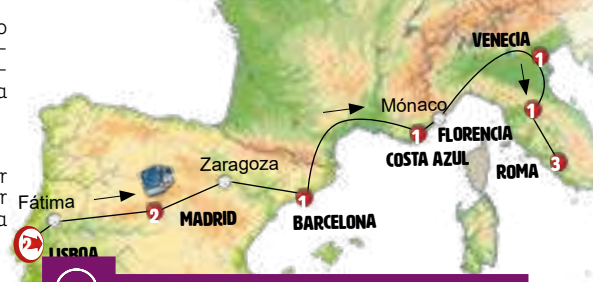 o
a
VENECIA
1
Mónaco
1
1
FLORENCIA
COSTA AZUL
Zaragoza
ROMA
3
r
r
a
Fátima
2
MADRID
1
BARCELONA
2
LISBOA